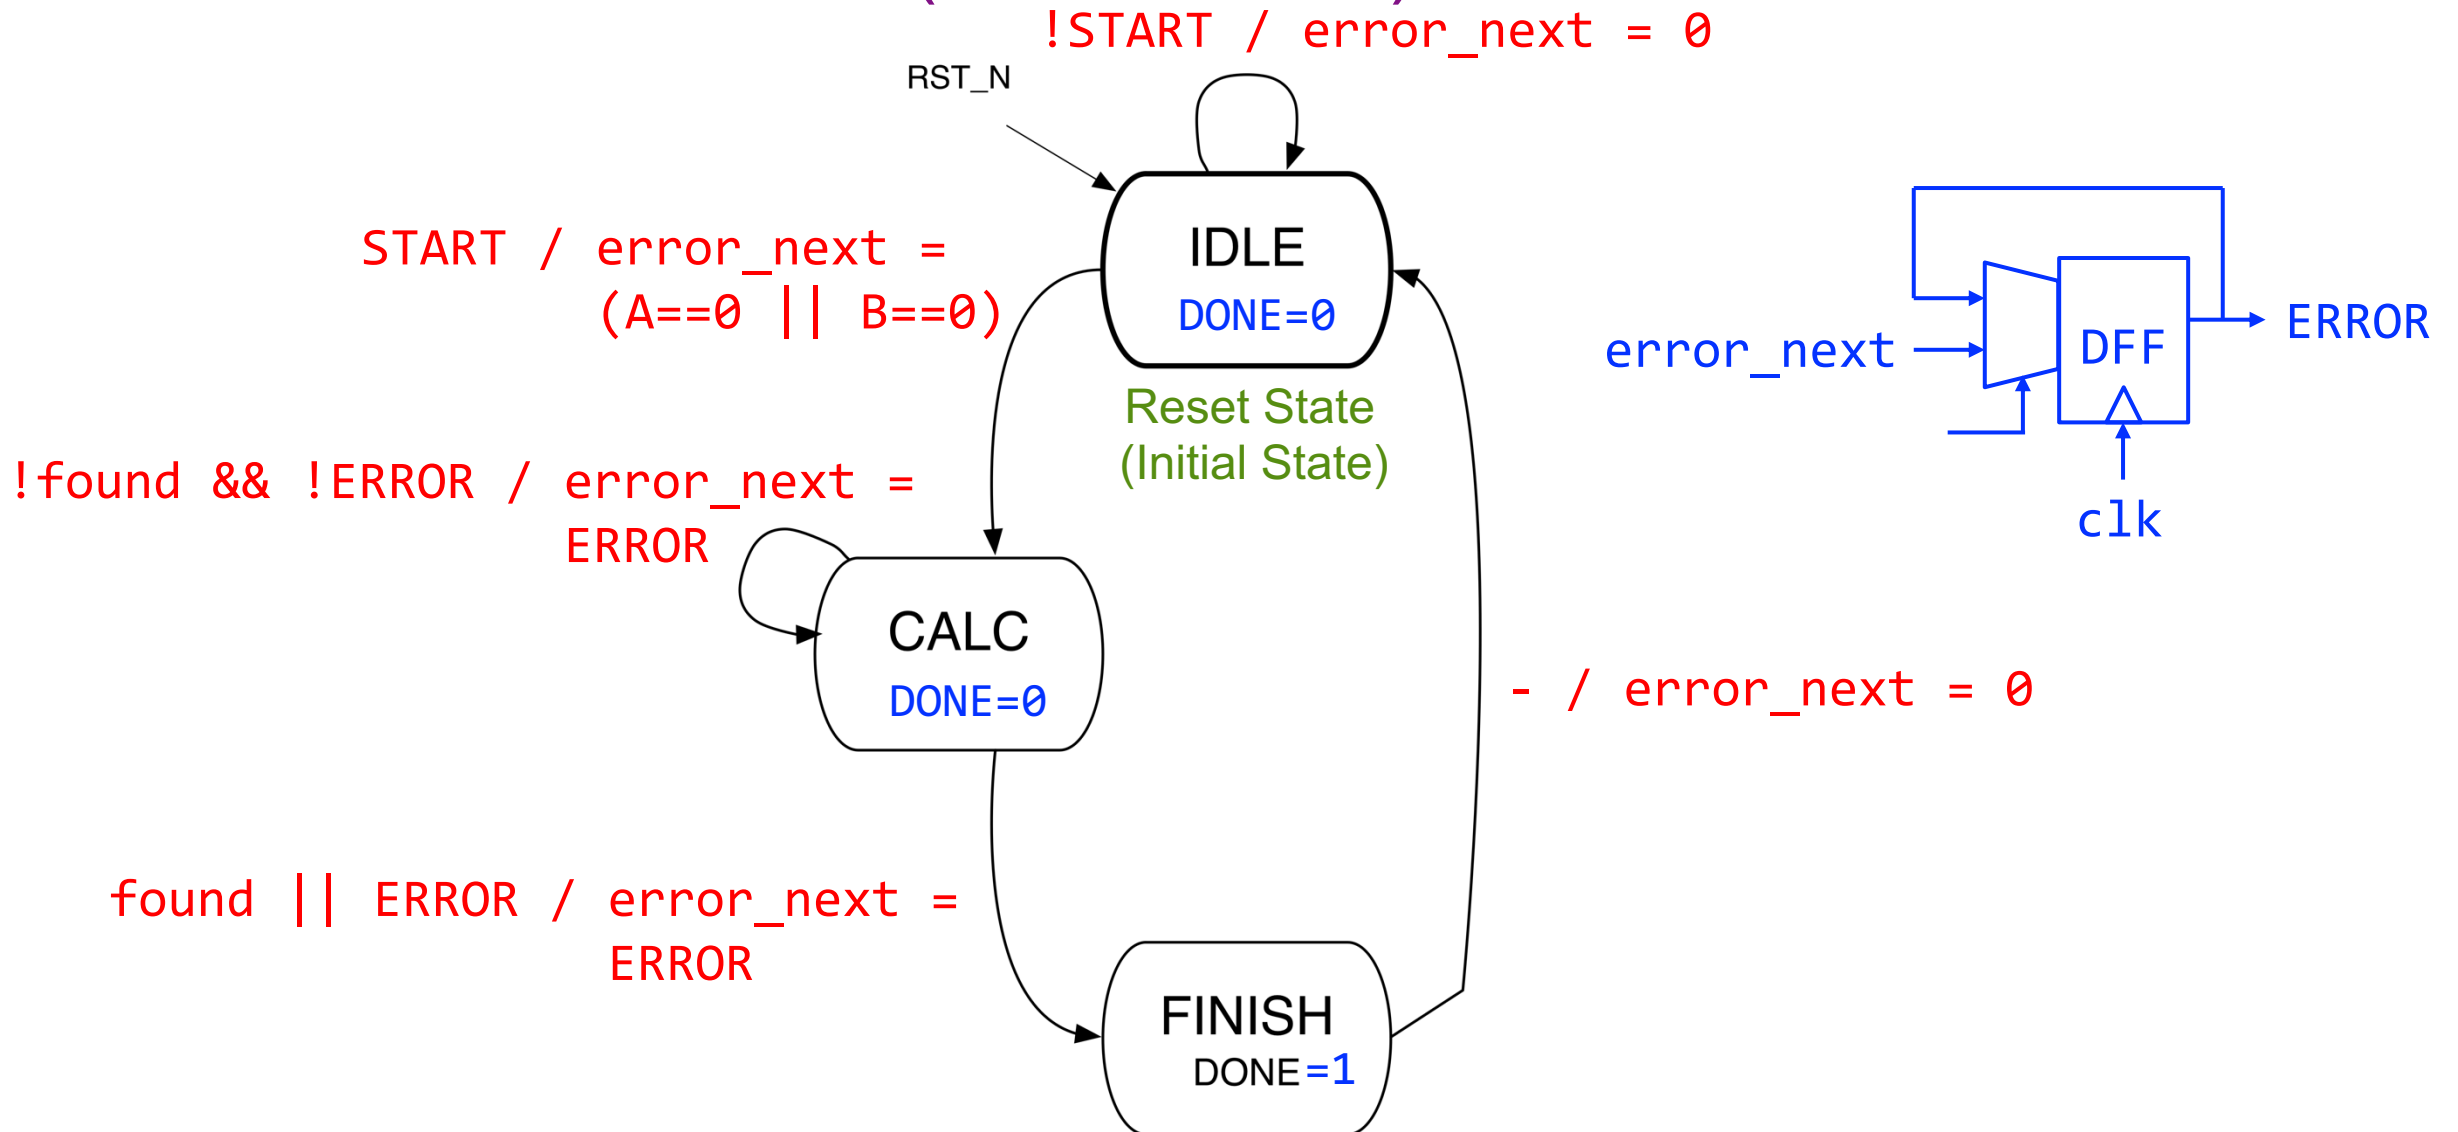 !START / error_next = 0
RST_N
START / error_next =
(A==0 || B==0)
IDLE
DONE=0
Reset State
(Initial State)
error_next
DFF
ERROR
clk
!found && !ERROR / error_next =
ERROR
CALC
DONE=0
- / error_next = 0
found || ERROR / error_next =
ERROR
FINISH
DONE=1